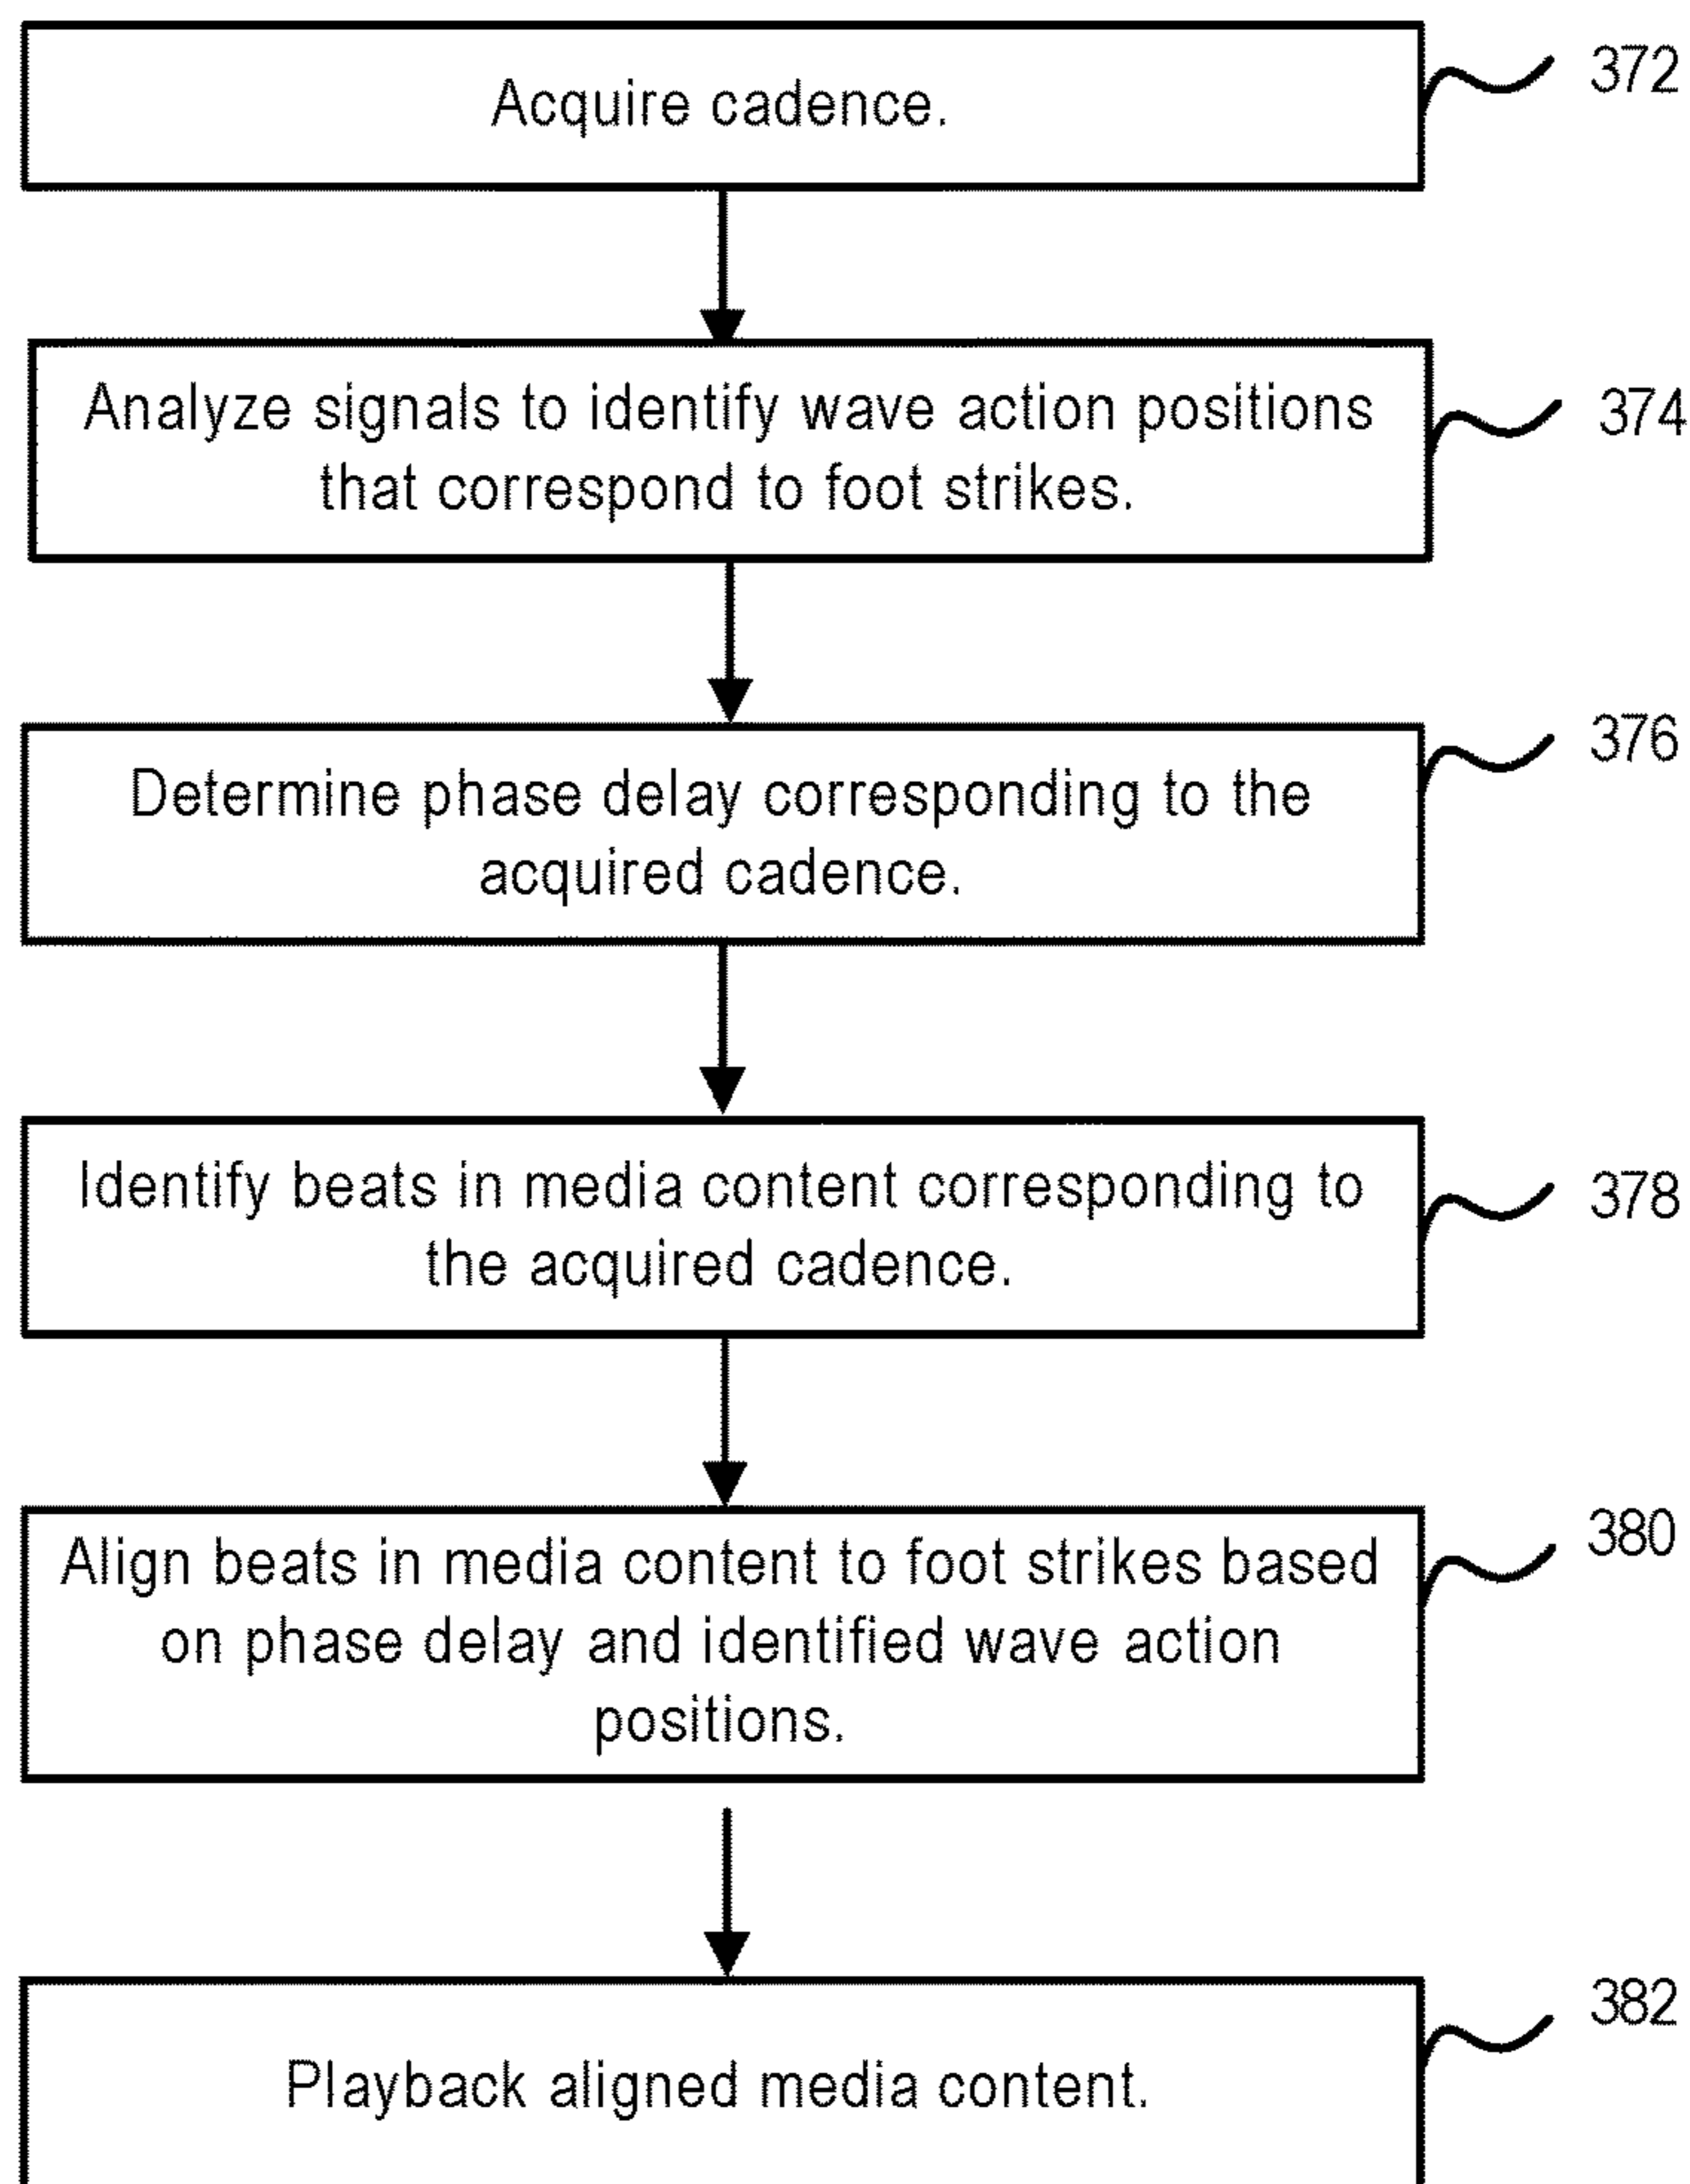 Acquire cadence.
372
Analyze signals to identify wave action positions
that correspond to foot strikes.
374
Determine phase delay corresponding to the
acquired cadence.
376
Identify beats in media content corresponding to
the acquired cadence.
378
Align beats in media content to foot strikes based
on phase delay and identified wave action
positions.
380
Playback aligned media content.
382